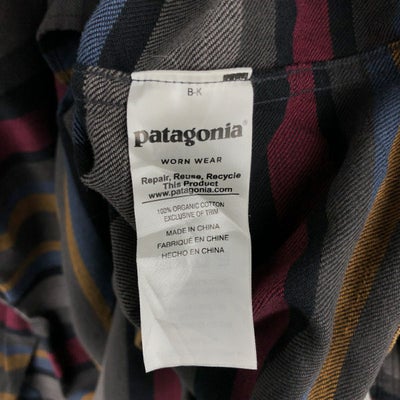 B-K
patagonia®
WORN WEAR
Repair, Reuse, Recycle
This Product
www.patagonia.com
100% ORGANIC COTTON
EXCLUSIVE OF TRIM
MADE IN CHINA
FABRIQUÉ EN CHINE
HECHO EN CHINA